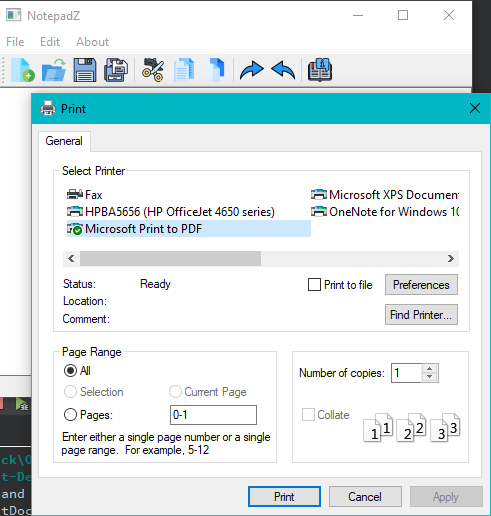 NotepadZ
File Edit About
Print
General
Select Printer
Fax
Microsoft XPS Documen
HPBA5656 (HP OfficeJet 4650 series)
OneNote for Windows 10
Microsoft Print to PDF
Status: Ready
Print to file
Preferences
Location:
Comment:
Find Printer...
Page Range
All
Number of copies: 1
Selection
Current Page
Pages: 0-1
Collate
1 1 2 2 3 3
Enter either a single page number or a single
page range. For example, 5-12
ck\O
t-De
and
tDoc
Print
Cancel
Apply